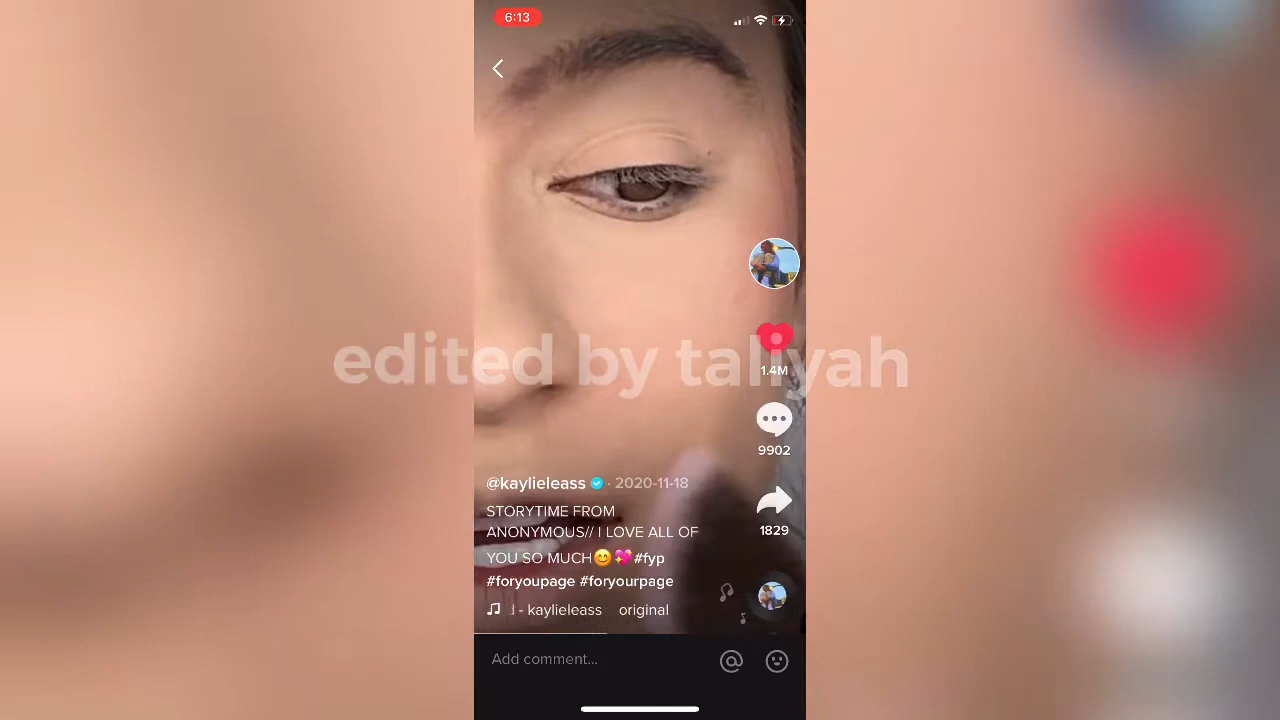 6:13
edited by taliyah
1.4M
9902
@kaylieleass · 2020-11-18
STORYTIME FROM
ANONYMOUS// I LOVE ALL OF
YOU SO MUCH😊💖#fyp
#foryoupage #foryourpage
1829
- kaylieleass original
Add comment...